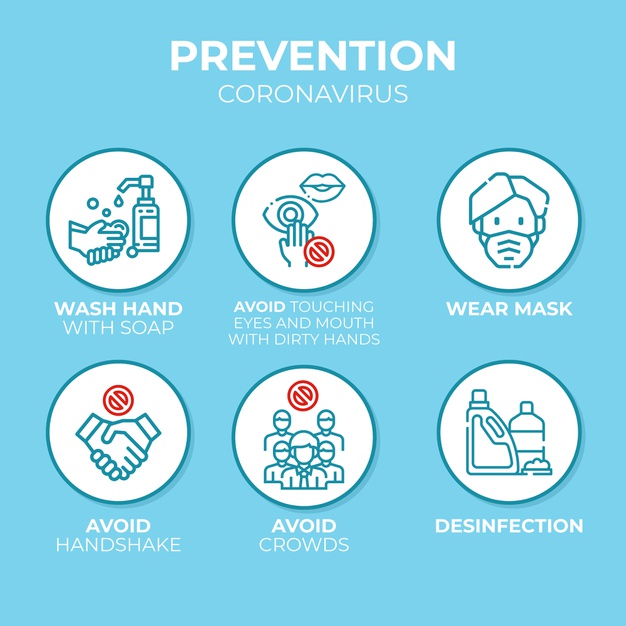 PREVENTION
CORONAVIRUS
WASH HAND
WITH SOAP
AVOID TOUCHING
EYES AND MOUTH
WITH DIRTY HANDS
WEAR MASK
AVOID
HANDSHAKE
AVOID
CROWDS
DESINFECTION